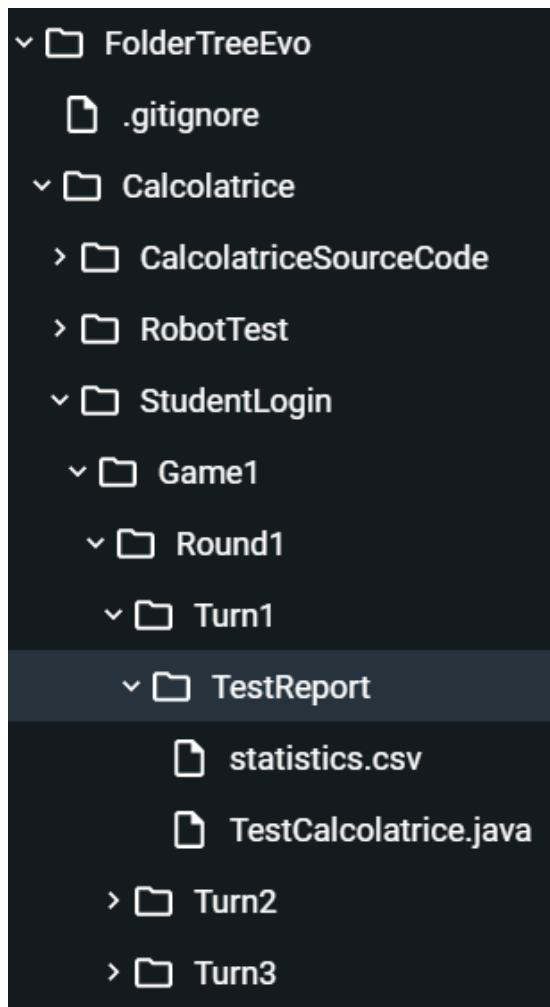 FolderTreeEvo
.gitignore
Calcolatrice
CalcolatriceSourceCode
RobotTest
StudentLogin
Game1
Round1
Turn1
TestReport
statistics.csv
TestCalcolatrice.java
Turn2
Turn3